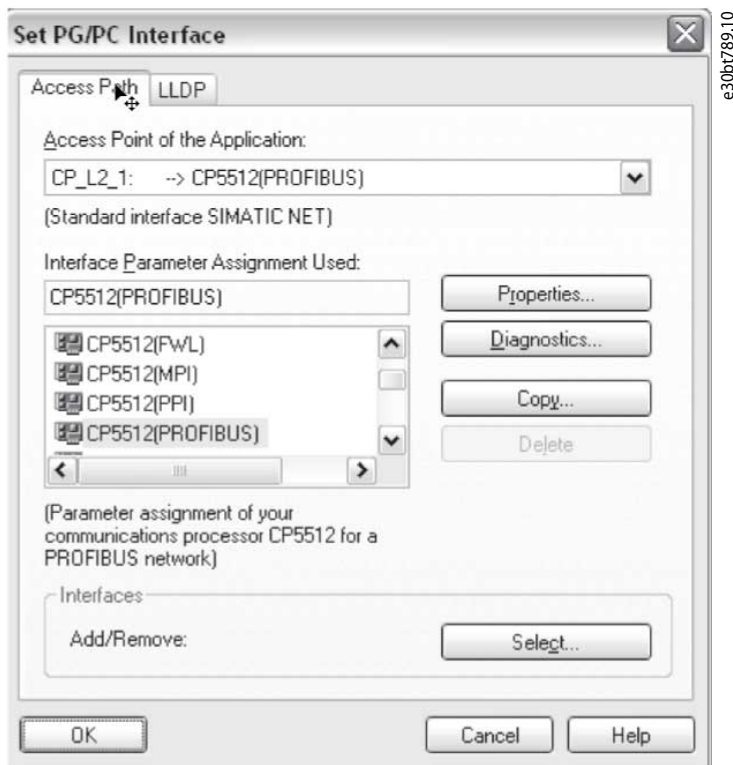 Set PG/PC Interface
e30bt789.10
Access Path LLDP
Access Point of the Application:
CP_L2_1: --> CP5512(PROFIBUS)
(Standard interface SIMATIC NET)
Interface Parameter Assignment Used:
CP5512(PROFIBUS)
Properties...
CP5512(FWL)
CP5512(MPI)
CP5512(PPI)
CP5512(PROFIBUS)
Diagnostics...
Copy...
Delete
(Parameter assignment of your
communications processor CP5512 for a
PROFIBUS network)
Interfaces
Add/Remove:
Select...
OK
Cancel
Help